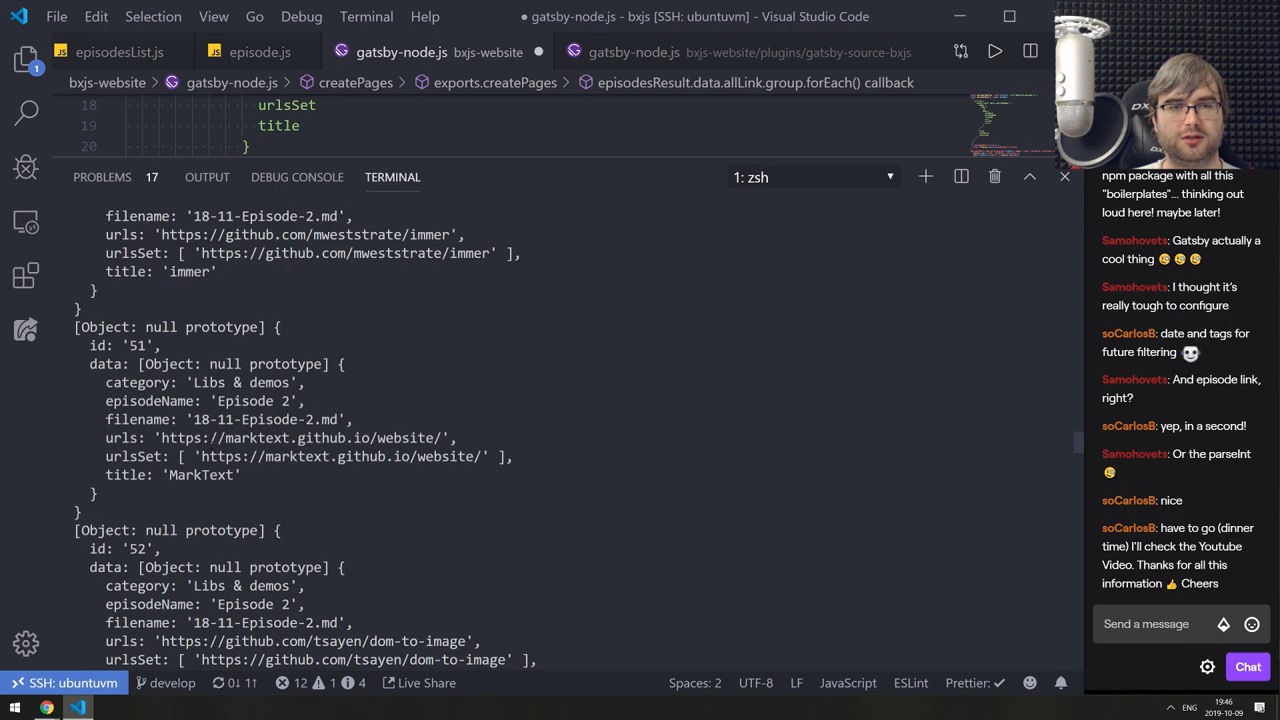 File Edit Selection View Go Debug Terminal Help
● gatsby-node.js - bxjs [SSH: ubuntuvm] - Visual Studio Code
episodesList.js
episode.js
gatsby-node.js bxjs-website
gatsby-node.js bxjs-website/plugins/gatsby-source-bxjs
bxjs-website > gatsby-node.js > createPages > exports.createPages > episodesResult.data.allLink.group.forEach() callback
18 urlsSet
19 title
20 }
PROBLEMS 17 OUTPUT DEBUG CONSOLE TERMINAL
1: zsh
filename: '18-11-Episode-2.md',
urls: 'https://github.com/mweststrate/immer',
urlsSet: [ 'https://github.com/mweststrate/immer' ],
title: 'immer'
}
}
[Object: null prototype] {
id: '51',
data: [Object: null prototype] {
category: 'Libs & demos',
episodeName: 'Episode 2',
filename: '18-11-Episode-2.md',
urls: 'https://marktext.github.io/website/',
urlsSet: [ 'https://marktext.github.io/website/' ],
title: 'MarkText'
}
}
[Object: null prototype] {
id: '52',
data: [Object: null prototype] {
category: 'Libs & demos',
episodeName: 'Episode 2',
filename: '18-11-Episode-2.md',
urls: 'https://github.com/tsayen/dom-to-image',
urlsSet: [ 'https://github.com/tsayen/dom-to-image' ],
1
SSH: ubuntuvm
develop
0↓ 1↑
12 1 4
Live Share
Spaces: 2 UTF-8 LF JavaScript ESLint Prettier: ✓
npm package with all this
"boilerplates"... thinking out
loud here! maybe later!
Samohovets: Gatsby actually a
cool thing
Samohovets: I thought it's
really tough to configure
soCarlosB: date and tags for
future filtering
Samohovets: And episode link,
right?
soCarlosB: yep, in a second!
Samohovets: Or the parseInt
soCarlosB: nice
soCarlosB: have to go (dinner
time) I'll check the Youtube
Video. Thanks for all this
information 👍 Cheers
Send a message
Chat
ENG
19:46
2019-10-09